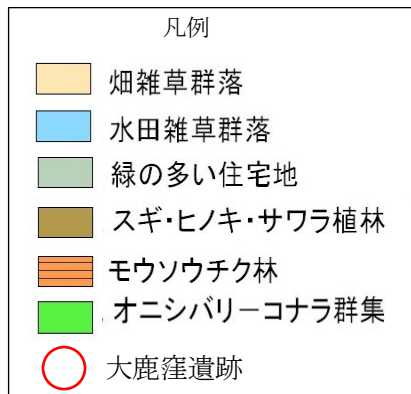 凡例
畑雑草群落
水田雑草群落
緑の多い住宅地
スギ・ヒノキ・サワラ植林
モウソウチク林
オニシバリーコナラ群集
大鹿窪遺跡